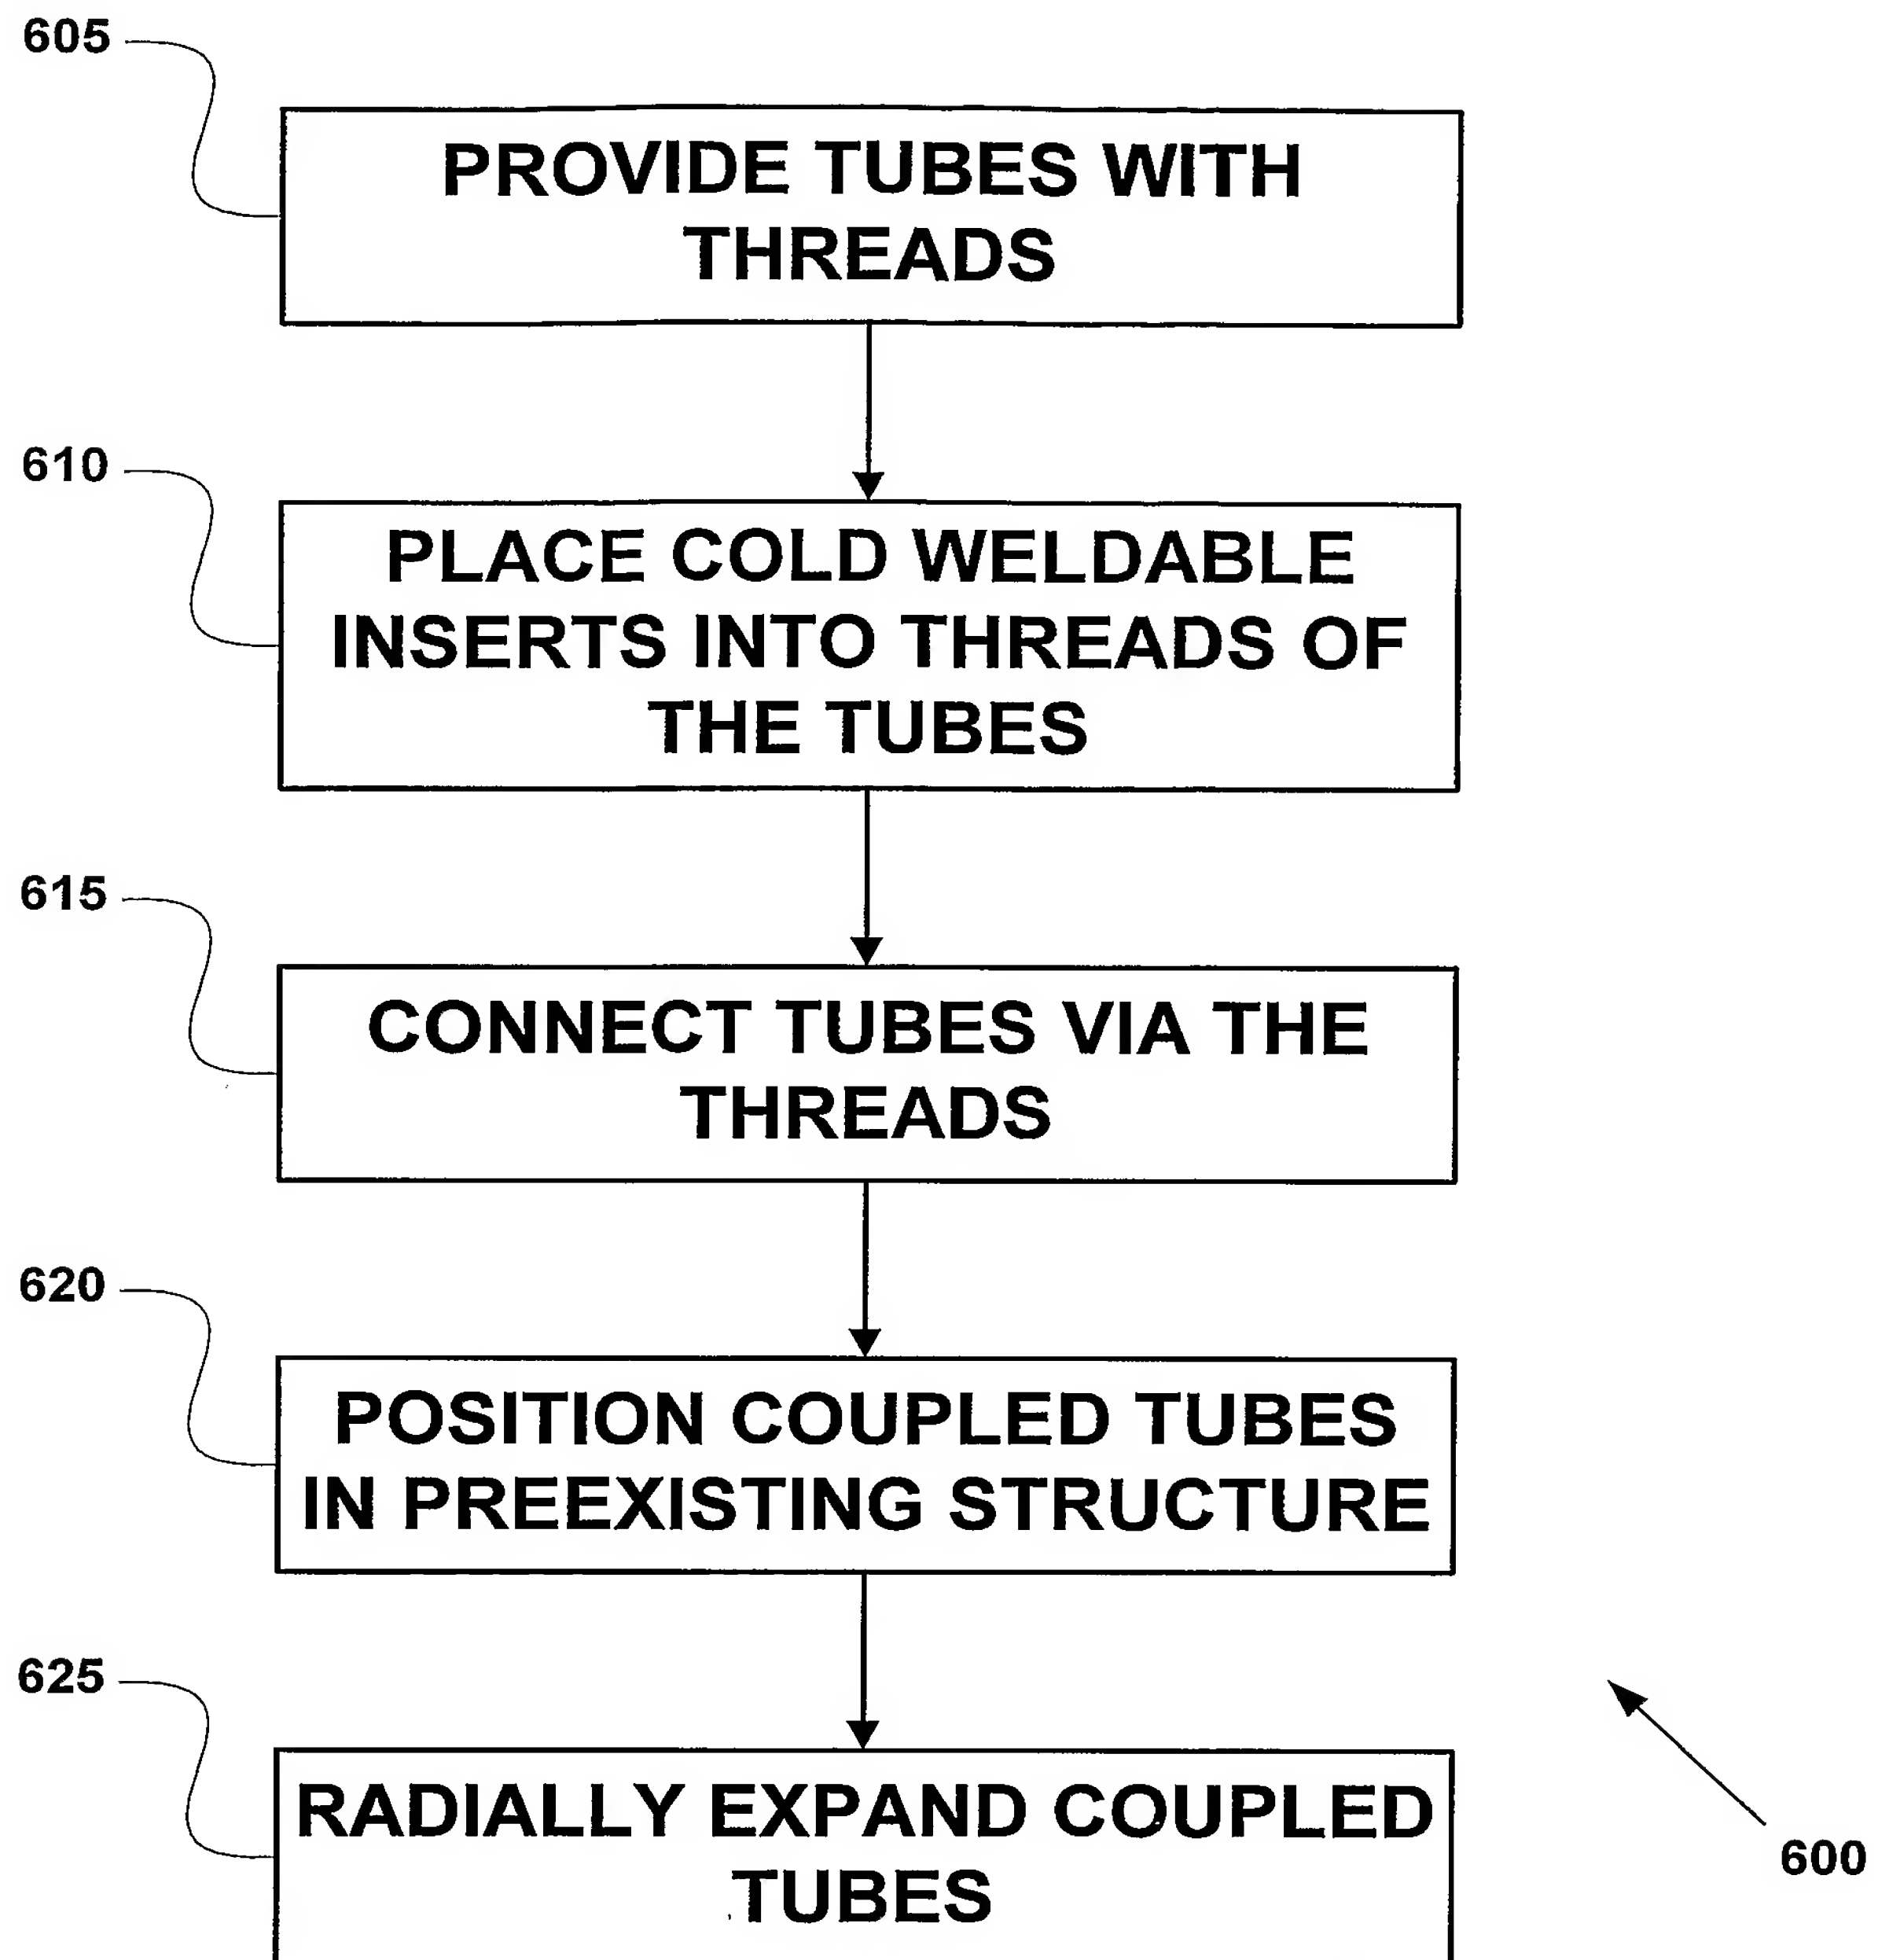 605
PROVIDE TUBES WITH
THREADS
610
PLACE COLD WELDABLE
INSERTS INTO THREADS OF
THE TUBES
615
CONNECT TUBES VIA THE
THREADS
620
POSITION COUPLED TUBES
IN PREEXISTING STRUCTURE
625
RADIALLY EXPAND COUPLED
TUBES
600